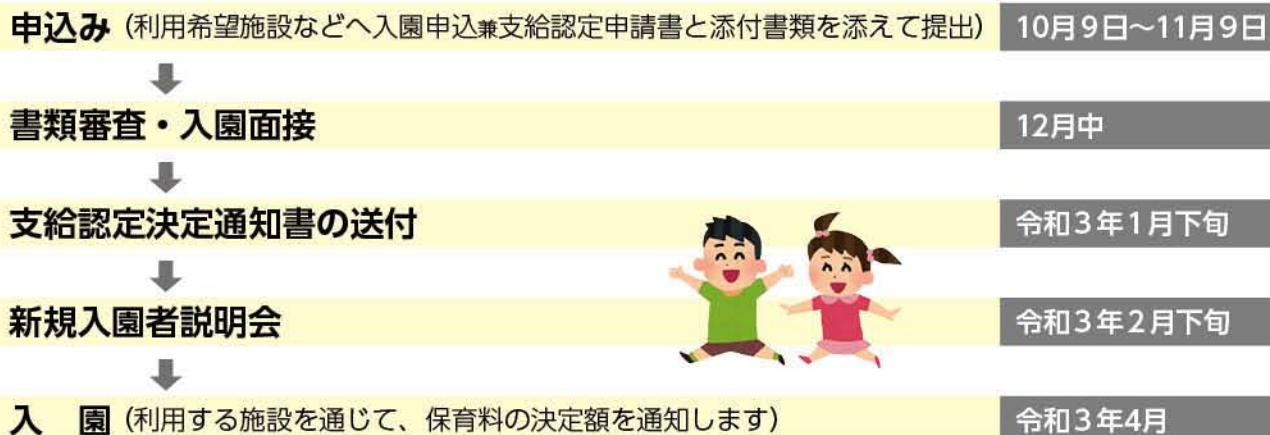 申込み（利用希望施設などへ入園申込兼支給認定申請書と添付書類を添えて提出） 10月9日～11月9日
書類審査・入園面接 12月中
支給認定決定通知書の送付 令和3年1月下旬
新規入園者説明会 令和3年2月下旬
入　園（利用する施設を通じて、保育料の決定額を通知します） 令和3年4月